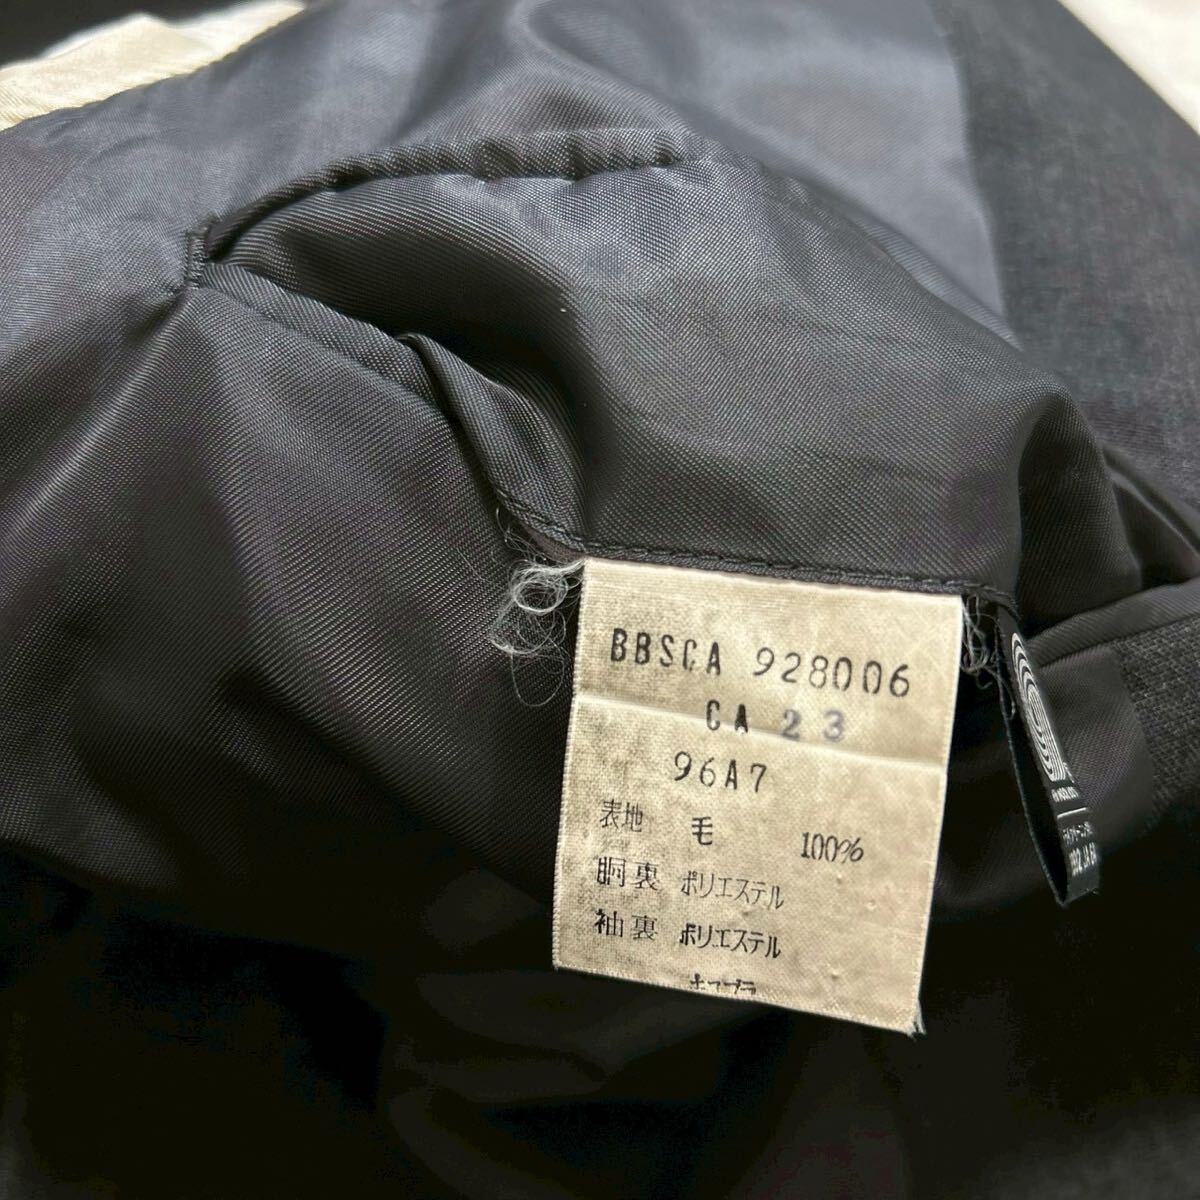 BBSCA 928006
CA 23
96A7
表地 毛 100%
胴裏 ポリエステル
袖裏 ポリエステル